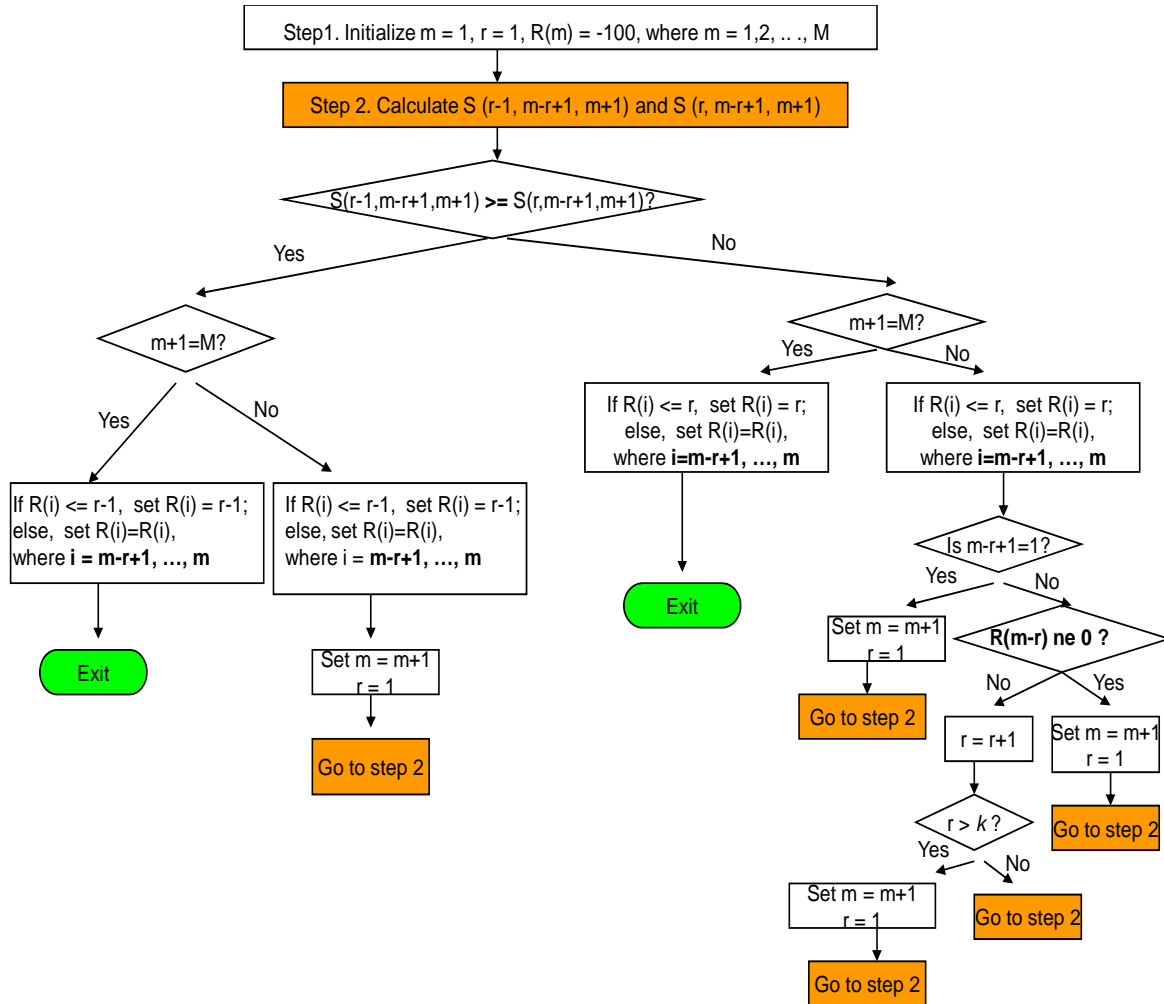 Step1. Initialize m = 1, r = 1, R(m) = -100, where m = 1,2, .. ., M
Step 2. Calculate S (r-1, m-r+1, m+1) and S (r, m-r+1, m+1)
S(r-1,m-r+1,m+1) >= S(r,m-r+1,m+1)?
Yes
No
m+1=M?
Yes
No
If R(i) <= r-1, set R(i) = r-1;
else, set R(i)=R(i),
where i = m-r+1, ..., m
Exit
If R(i) <= r-1, set R(i) = r-1;
else, set R(i)=R(i),
where i = m-r+1, ..., m
Set m = m+1
r = 1
Go to step 2
m+1=M?
Yes
No
If R(i) <= r, set R(i) = r;
else, set R(i)=R(i),
where i=m-r+1, ..., m
Exit
If R(i) <= r, set R(i) = r;
else, set R(i)=R(i),
where i=m-r+1, ..., m
Is m-r+1=1?
Yes
No
Set m = m+1
r = 1
Go to step 2
R(m-r) ne 0 ?
No
Yes
r = r+1
Set m = m+1
r = 1
Go to step 2
r > k ?
Yes
No
Set m = m+1
r = 1
Go to step 2
Go to step 2